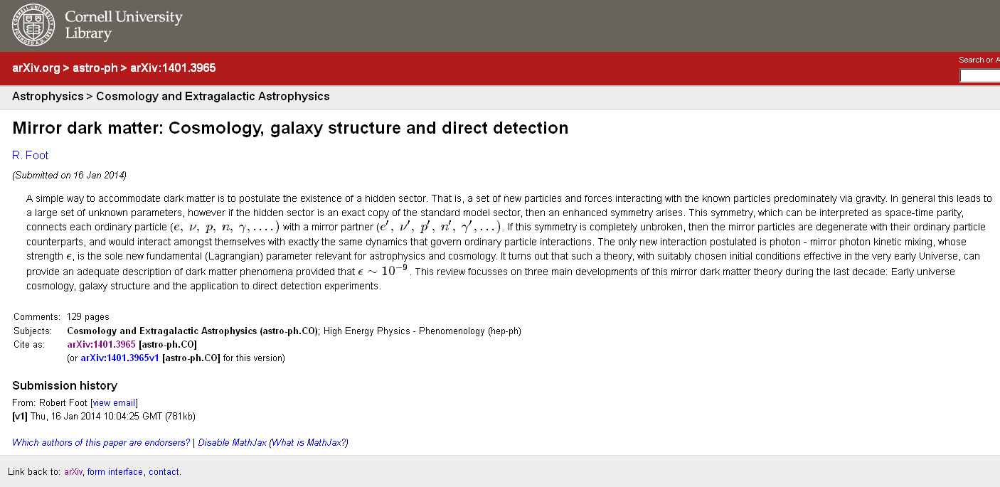 Cornell University
Library
arXiv.org > astro-ph > arXiv:1401.3965
Search or A
Astrophysics > Cosmology and Extragalactic Astrophysics
Mirror dark matter: Cosmology, galaxy structure and direct detection
R. Foot
(Submitted on 16 Jan 2014)
A simple way to accommodate dark matter is to postulate the existence of a hidden sector. That is, a set of new particles and forces interacting with the known particles predominately via gravity. In general this leads to
a large set of unknown parameters, however if the hidden sector is an exact copy of the standard model sector, then an enhanced symmetry arises. This symmetry, which can be interpreted as space-time parity,
connects each ordinary particle (e, ν, p, n, γ,....) with a mirror partner (e′, ν′, p′, n′, γ′,...). If this symmetry is completely unbroken, then the mirror particles are degenerate with their ordinary particle
counterparts, and would interact amongst themselves with exactly the same dynamics that govern ordinary particle interactions. The only new interaction postulated is photon - mirror photon kinetic mixing, whose
strength ϵ, is the sole new fundamental (Lagrangian) parameter relevant for astrophysics and cosmology. It turns out that such a theory, with suitably chosen initial conditions effective in the very early Universe, can
provide an adequate description of dark matter phenomena provided that ϵ ∼ 10⁻⁹. This review focusses on three main developments of this mirror dark matter theory during the last decade: Early universe
cosmology, galaxy structure and the application to direct detection experiments.
Comments: 129 pages
Subjects: Cosmology and Extragalactic Astrophysics (astro-ph.CO); High Energy Physics - Phenomenology (hep-ph)
Cite as: arXiv:1401.3965 [astro-ph.CO]
(or arXiv:1401.3965v1 [astro-ph.CO] for this version)
Submission history
From: Robert Foot [view email]
[v1] Thu, 16 Jan 2014 10:04:25 GMT (781kb)
Which authors of this paper are endorsers? | Disable MathJax (What is MathJax?)
Link back to: arXiv, form interface, contact.